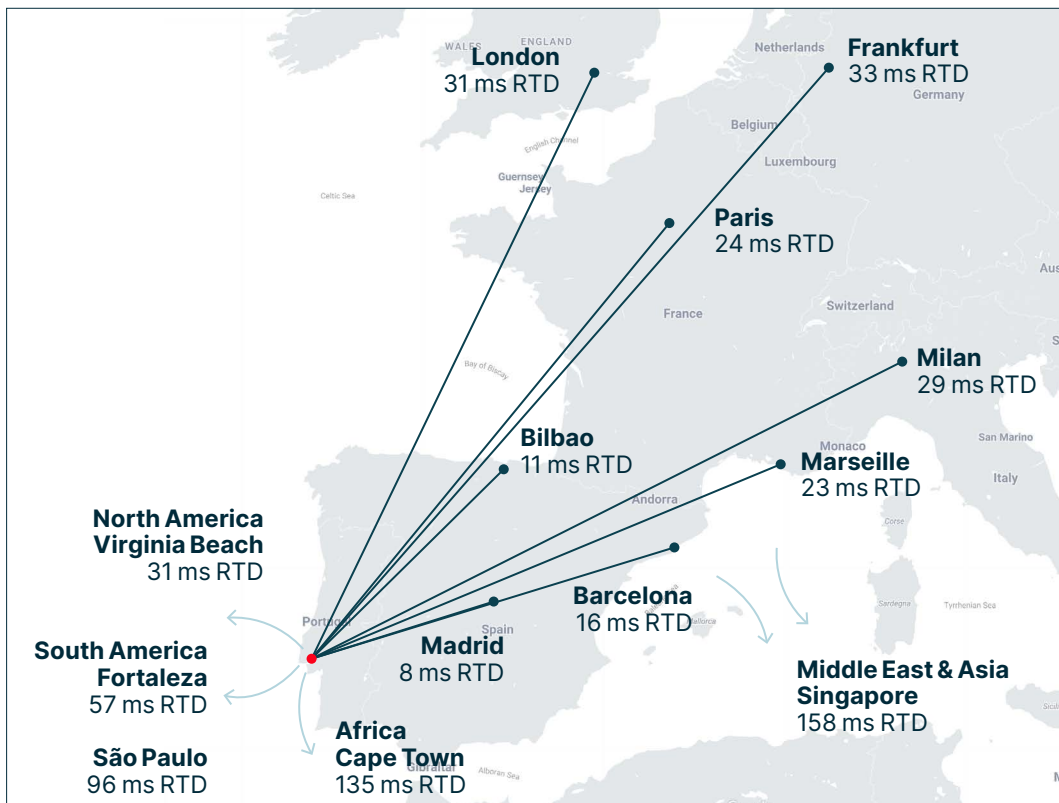 WALES
ENGLAND
London
31 ms RTD
Netherlands
Frankfurt
33 ms RTD
Germany
Belgium
English Channel
Luxembourg
Guernsey
Jersey
Celtic Sea
Paris
24 ms RTD
France
Switzerland
Milan
29 ms RTD
Bay of Biscay
Bilbao
11 ms RTD
Monaco
San Marino
Italy
Marseille
23 ms RTD
Andorra
Corse
North America
Virginia Beach
31 ms RTD
Barcelona
16 ms RTD
Sardegna
Tyrrhenian Sea
Portugal
Spain
Madrid
8 ms RTD
South America
Fortaleza
57 ms RTD
Middle East & Asia
Singapore
158 ms RTD
São Paulo
96 ms RTD
Africa
Cape Town
135 ms RTD
Gibraltar
Alboran Sea